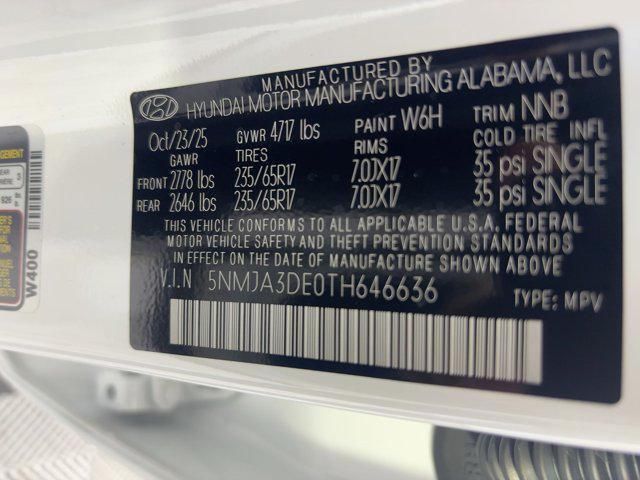 MANUFACTURED BY
HYUNDAI MOTOR MANUFACTURING ALABAMA, LLC
Oct/23/25 GVWR 4717 lbs PAINT W6H TRIM NNB
GAWR TIRES RIMS COLD TIRE INFL
FRONT 2778 lbs 235/65R17 7.0JX17 35 psi SINGLE
REAR 2646 lbs 235/65R17 7.0JX17 35 psi SINGLE
THIS VEHICLE CONFORMS TO ALL APPLICABLE U.S.A. FEDERAL
MOTOR VEHICLE SAFETY AND THEFT PREVENTION STANDARDS
IN EFFECT ON THE DATE OF MANUFACTURE SHOWN ABOVE
V.I.N 5NMJA3DE0TH646636
TYPE: MPV
W400